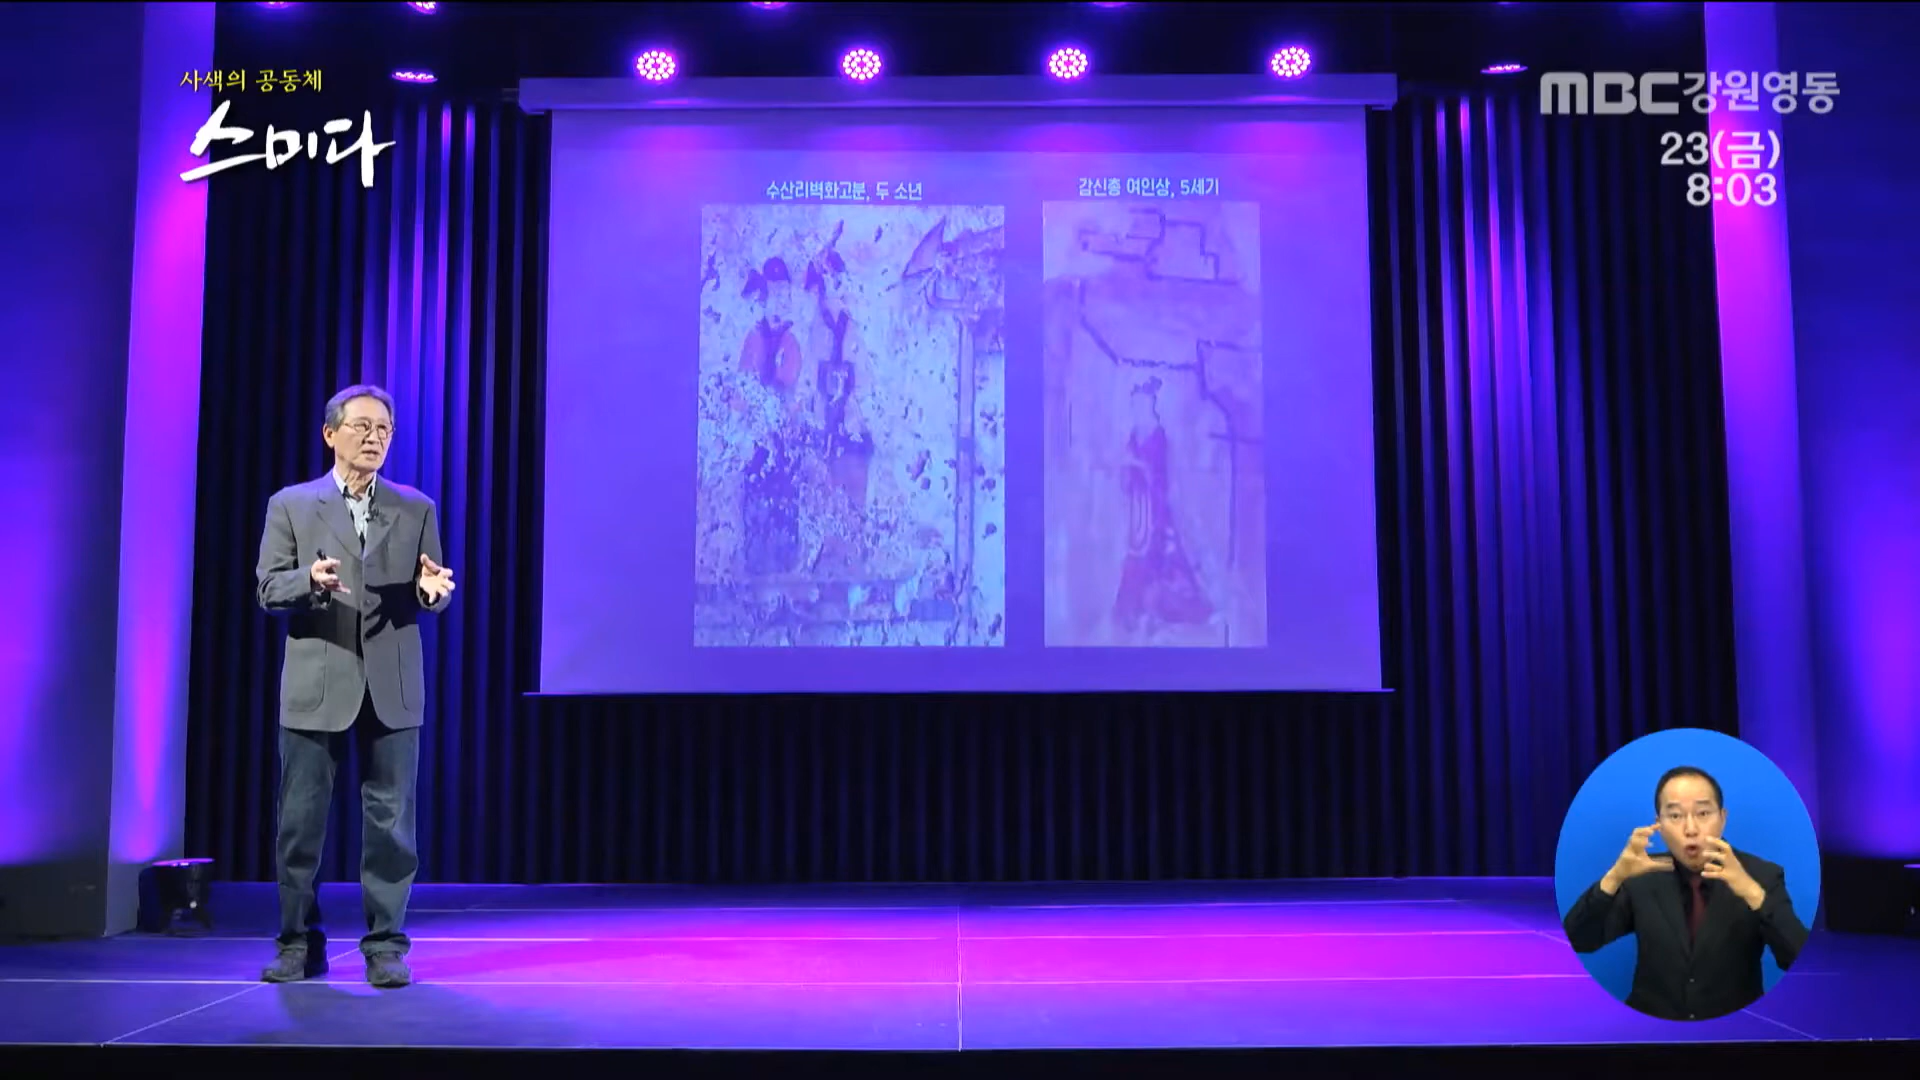 사색의 공동체
스미다
MBC강원영동
23(금)
8:03
수산리벽화고분, 두 소년
감신총 여인상, 5세기